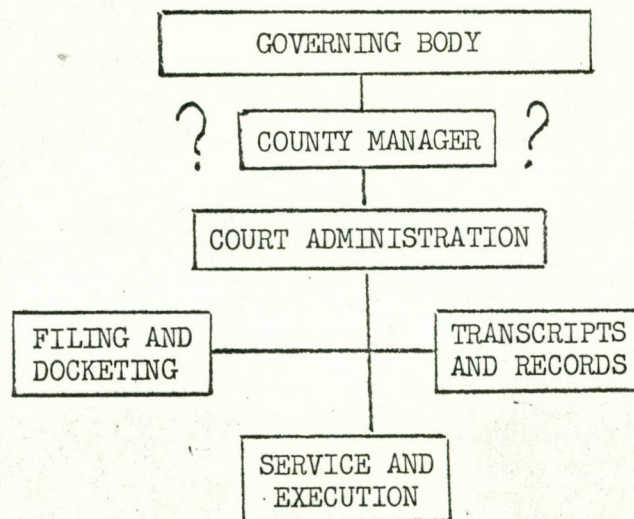 GOVERNING BODY
? COUNTY MANAGER ?
COURT ADMINISTRATION
FILING AND
DOCKETING
TRANSCRIPTS
AND RECORDS
SERVICE AND
EXECUTION